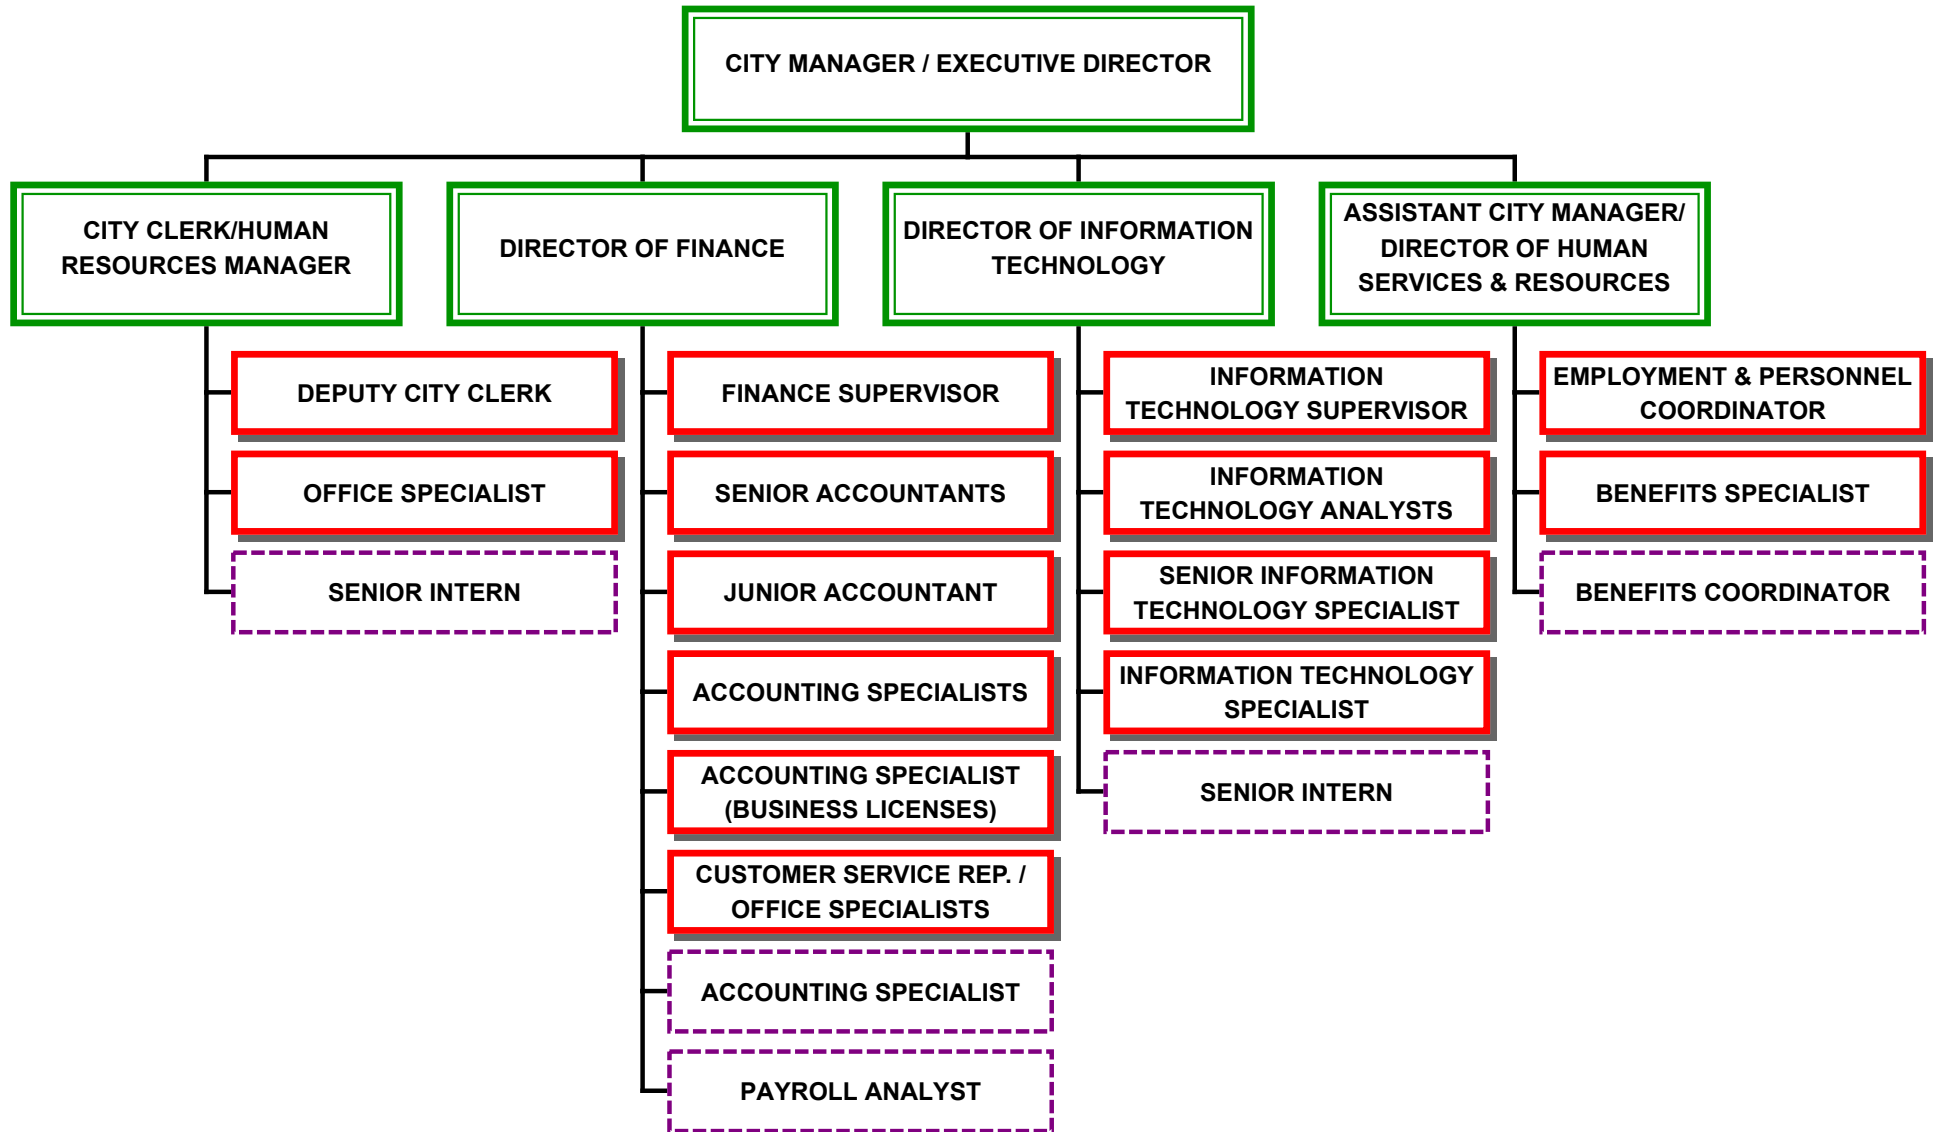 CITY MANAGER / EXECUTIVE DIRECTOR
CITY CLERK/HUMAN
RESOURCES MANAGER
DIRECTOR OF FINANCE
DIRECTOR OF INFORMATION
TECHNOLOGY
ASSISTANT CITY MANAGER/
DIRECTOR OF HUMAN
SERVICES & RESOURCES
DEPUTY CITY CLERK
OFFICE SPECIALIST
SENIOR INTERN
FINANCE SUPERVISOR
SENIOR ACCOUNTANTS
JUNIOR ACCOUNTANT
ACCOUNTING SPECIALISTS
ACCOUNTING SPECIALIST
(BUSINESS LICENSES)
CUSTOMER SERVICE REP. /
OFFICE SPECIALISTS
ACCOUNTING SPECIALIST
PAYROLL ANALYST
INFORMATION
TECHNOLOGY SUPERVISOR
INFORMATION
TECHNOLOGY ANALYSTS
SENIOR INFORMATION
TECHNOLOGY SPECIALIST
INFORMATION TECHNOLOGY
SPECIALIST
SENIOR INTERN
EMPLOYMENT & PERSONNEL
COORDINATOR
BENEFITS SPECIALIST
BENEFITS COORDINATOR